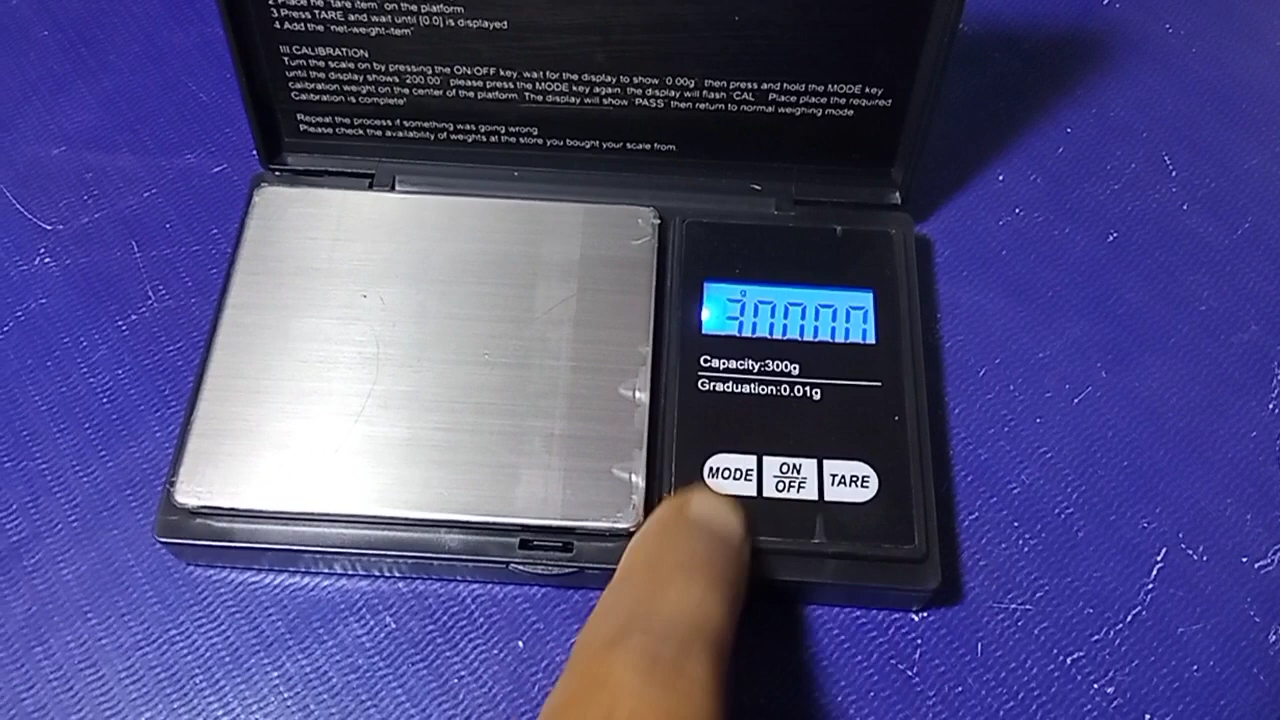 2.Place he "tare item" on the platform
3.Press TARE and wait until [0.0] is displayed
4.Add the "net-weight-item"
III.CALIBRATION
Turn the scale on by pressing the ON/OFF key, wait for the display to show "0.00g" then press and hold the MODE key
until the display shows "200.00" please press the MODE key again, the display will flash "CAL" Place place the required
calibration weight on the center of the platform. The display will show "PASS" then return to normal weighing mode
Calibration is complete!
Repeat the process if something was going wrong
Please check the availability of weights at the store you bought your scale from.
g
Capacity:300g
Graduation:0.01g
MODE
ON
OFF
TARE